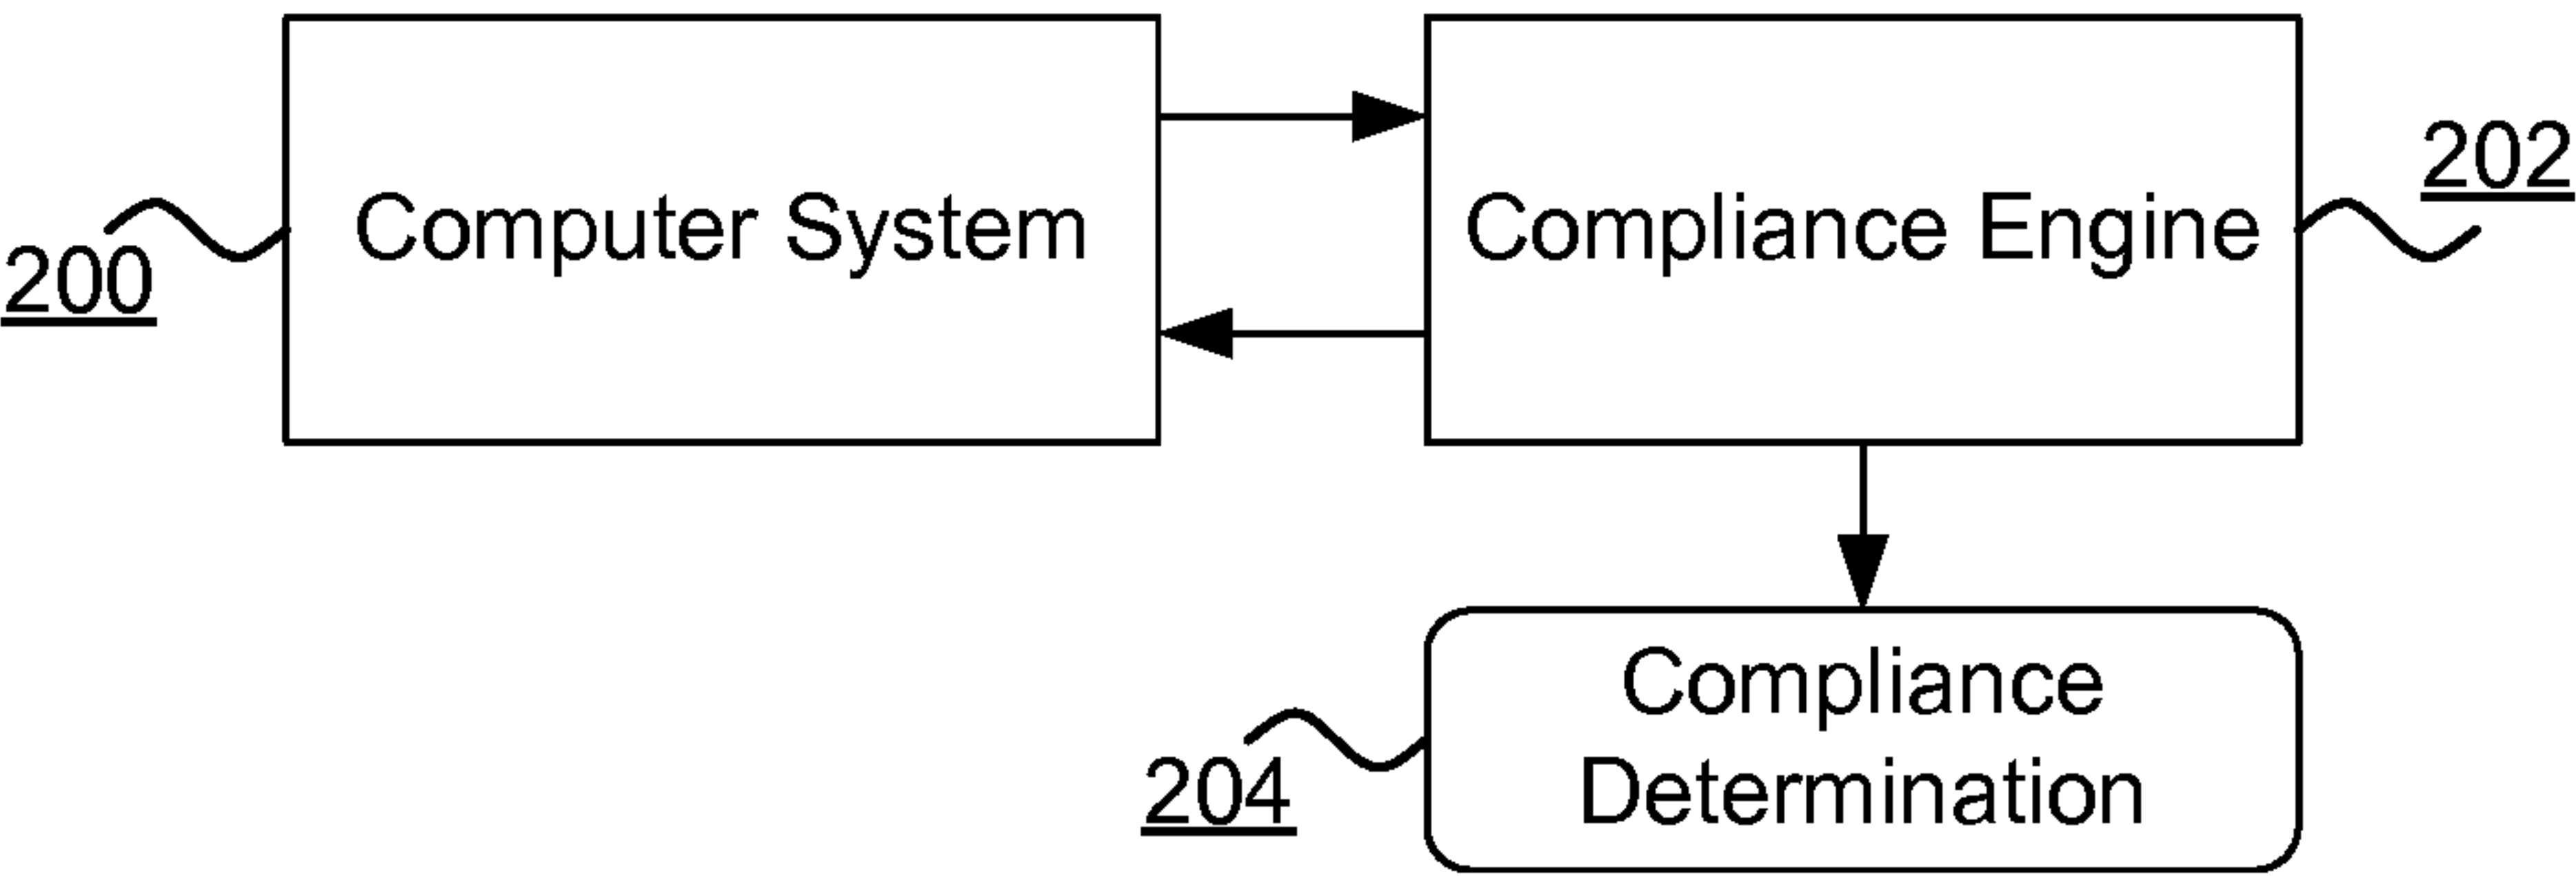 Computer System
200
Compliance Engine
202
Compliance
Determination
204